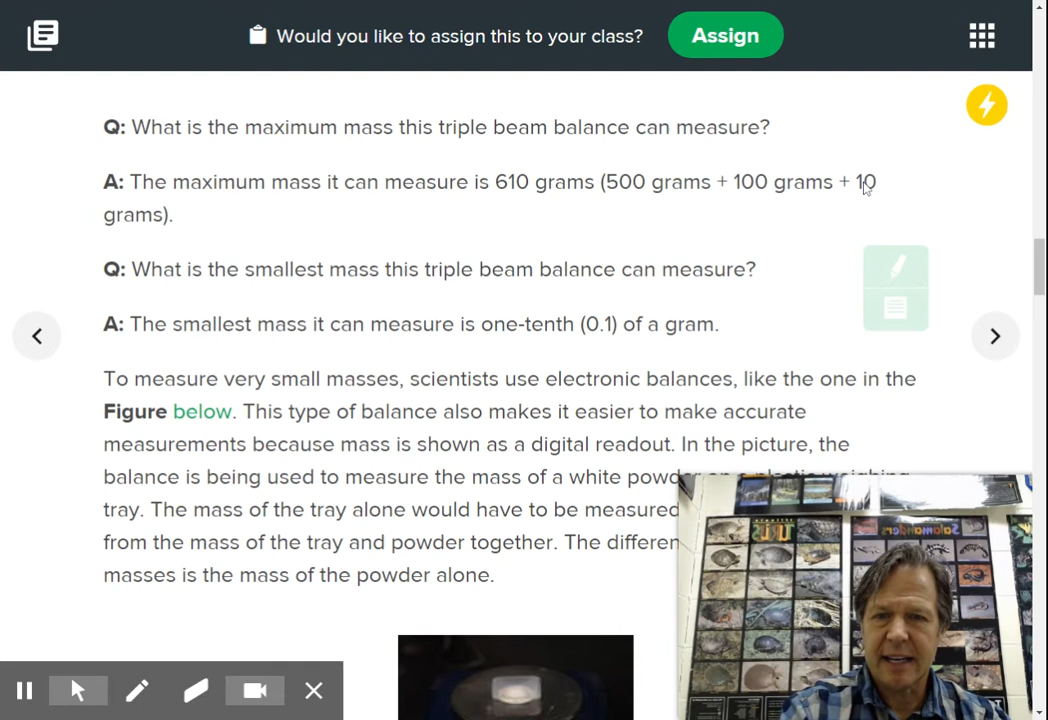 Would you like to assign this to your class? Assign
Q: What is the maximum mass this triple beam balance can measure?
A: The maximum mass it can measure is 610 grams (500 grams + 100 grams + 10
grams).
Q: What is the smallest mass this triple beam balance can measure?
A: The smallest mass it can measure is one-tenth (0.1) of a gram.
To measure very small masses, scientists use electronic balances, like the one in the
Figure below. This type of balance also makes it easier to make accurate
measurements because mass is shown as a digital readout. In the picture, the
balance is being used to measure the mass of a white
tray. The mass of the tray alone would have to be measured
from the mass of the tray and powder together. The
masses is the mass of the powder alone.
Salamanders